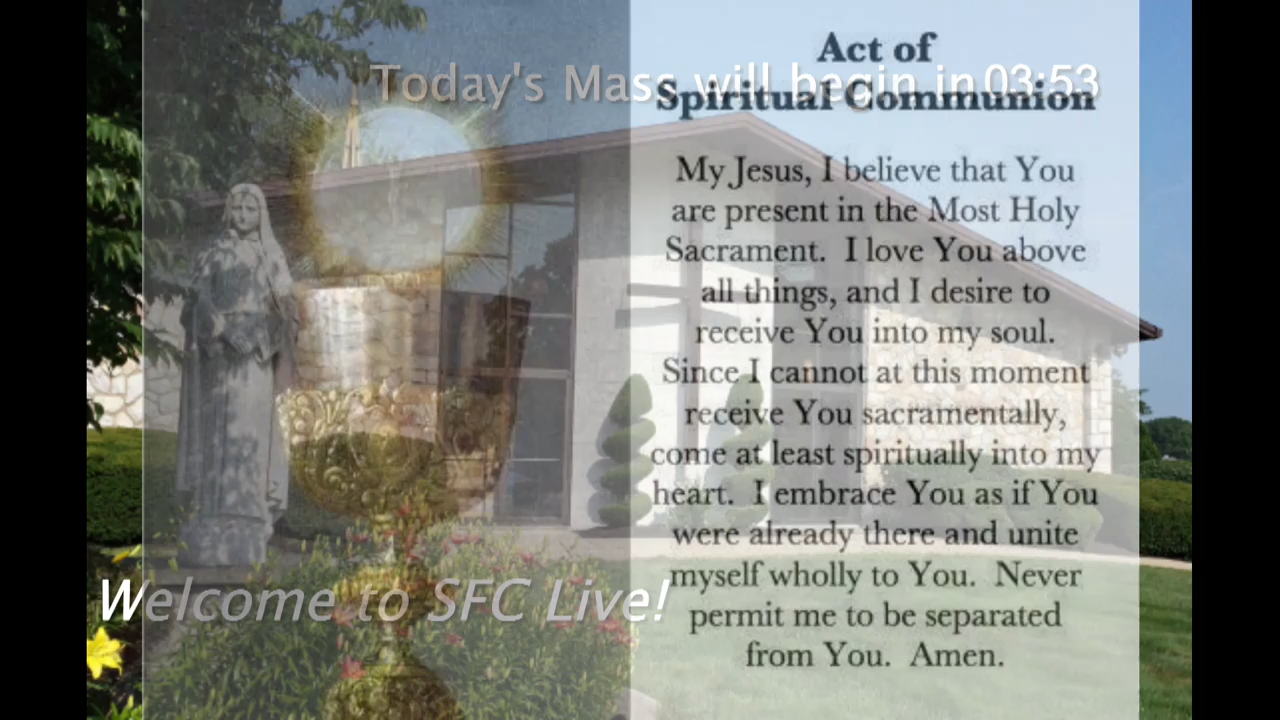 Today's Mass will begin in 03:53
Act of
Spiritual Communion
My Jesus, I believe that You
are present in the Most Holy
Sacrament. I love You above
all things, and I desire to
receive You into my soul.
Since I cannot at this moment
receive You sacramentally,
come at least spiritually into my
heart. I embrace You as if You
were already there and unite
myself wholly to You. Never
permit me to be separated
from You. Amen.
Welcome to SFC Live!